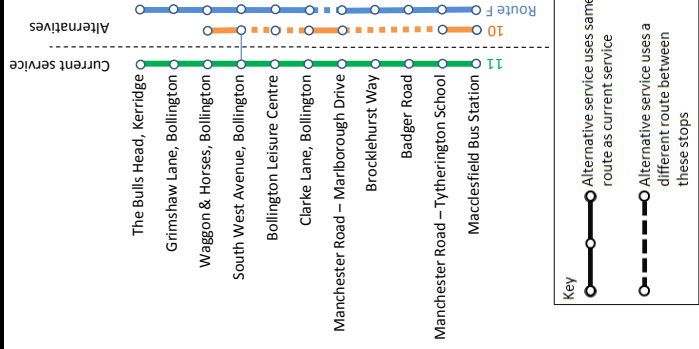 Route F
10
Alternatives
Current service
11
The Bulls Head, Kerridge
Grimshaw Lane, Bollington
Waggon & Horses, Bollington
South West Avenue, Bollington
Bollington Leisure Centre
Clarke Lane, Bollington
Manchester Road – Marlborough Drive
Brocklehurst Way
Badger Road
Manchester Road – Tytherington School
Macclesfield Bus Station
Key
Alternative service uses same
route as current service
Alternative service uses a
different route between
these stops